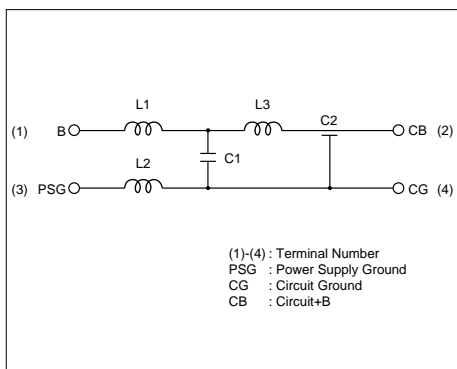 L1
L3
C2
(1)
B
CB
(2)
C1
L2
(3)
PSG
CG
(4)
(1)-(4) : Terminal Number
PSG : Power Supply Ground
CG : Circuit Ground
CB : Circuit+B